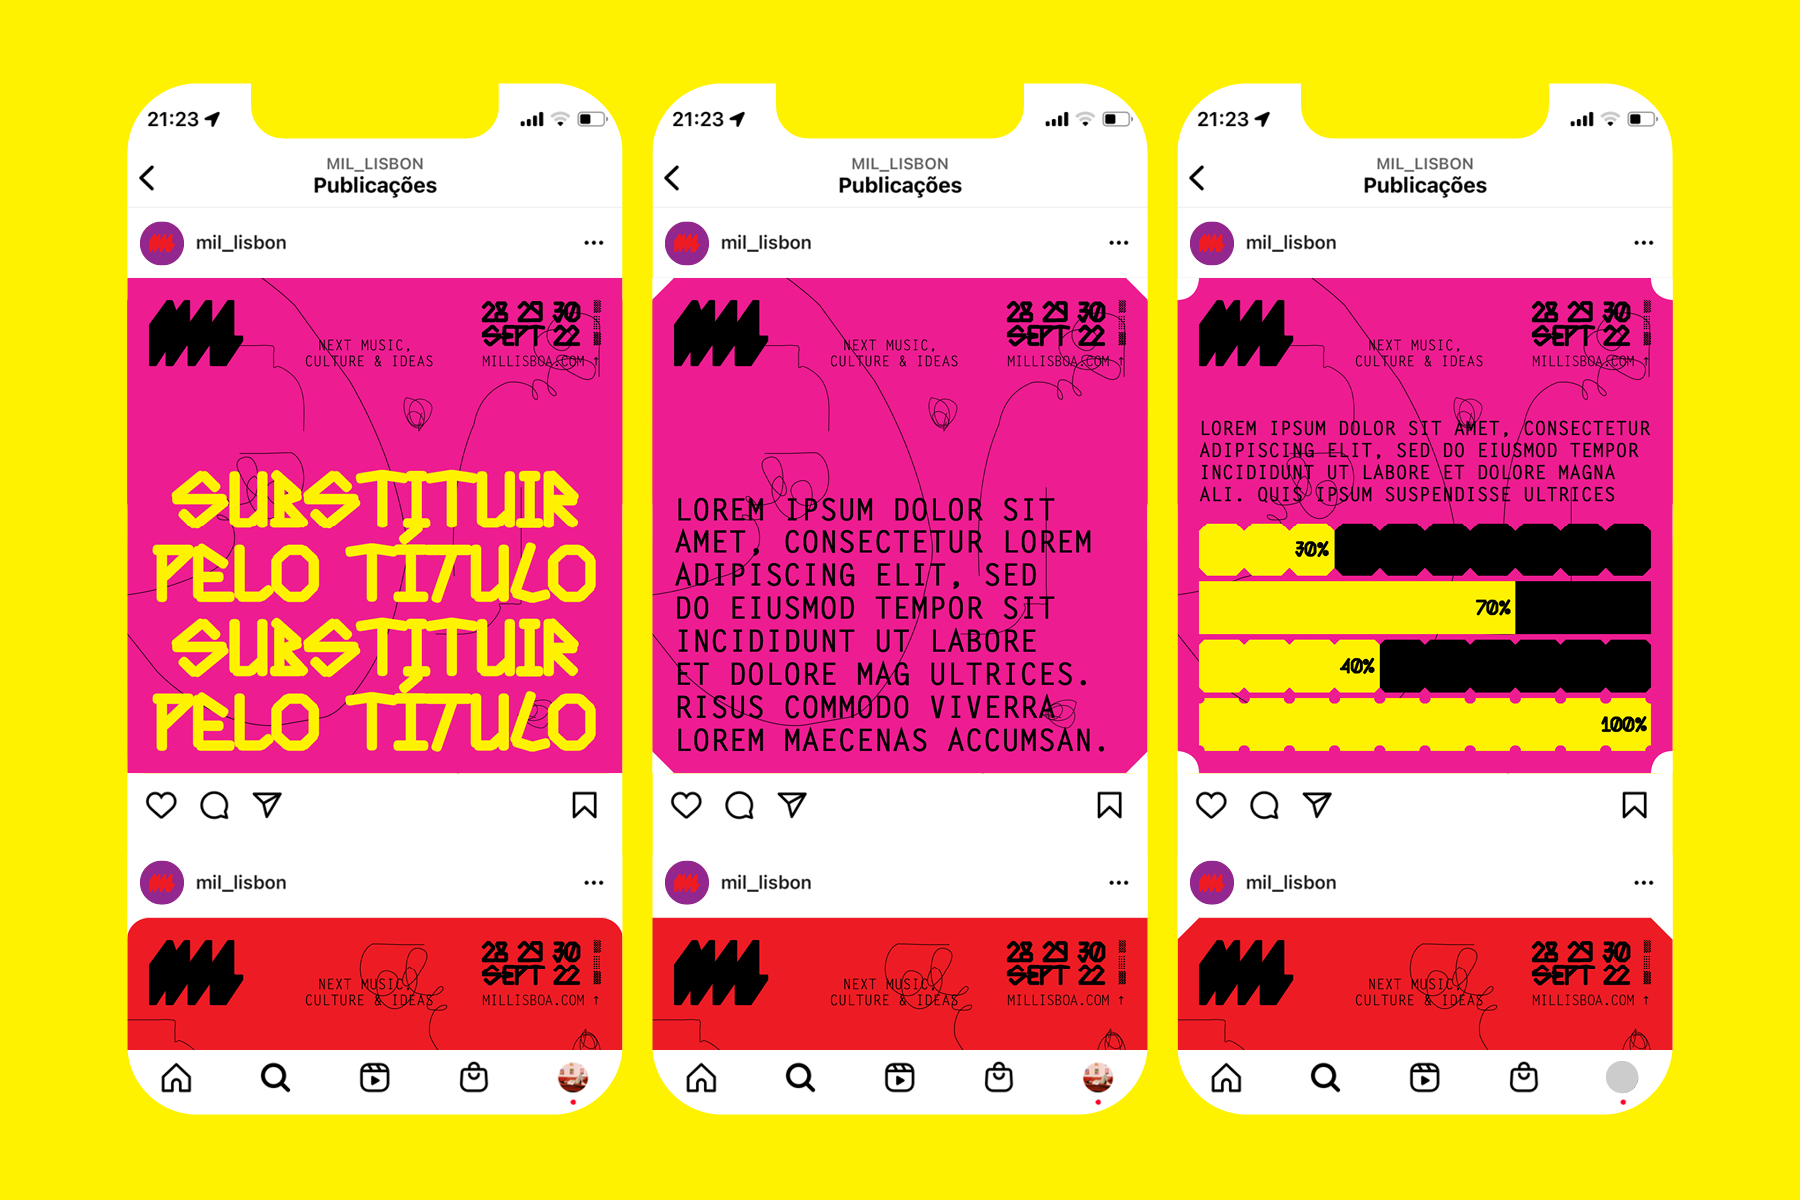 21:23
MIL_LISBON
Publicações
mil_lisbon
28 29 30
SEPT 22
NEXT MUSIC,
CULTURE & IDEAS
MILLISBOA.COM ↑
SUBSTITUIR
PELO TÍTULO
SUBSTITUIR
PELO TÍTULO
mil_lisbon
28 29 30
SEPT 22
NEXT MUSIC,
CULTURE & IDEAS
MILLISBOA.COM ↑
21:23
MIL_LISBON
Publicações
mil_lisbon
28 29 30
SEPT 22
NEXT MUSIC,
CULTURE & IDEAS
MILLISBOA.COM ↑
LOREM IPSUM DOLOR SIT
AMET, CONSECTETUR LOREM
ADIPISCING ELIT, SED
DO EIUSMOD TEMPOR SIT
INCIDIDUNT UT LABORE
ET DOLORE MAG ULTRICES.
RISUS COMMODO VIVERRA
LOREM MAECENAS ACCUMSAN.
mil_lisbon
28 29 30
SEPT 22
NEXT MUSIC,
CULTURE & IDEAS
MILLISBOA.COM ↑
21:23
MIL_LISBON
Publicações
mil_lisbon
28 29 30
SEPT 22
NEXT MUSIC,
CULTURE & IDEAS
MILLISBOA.COM ↑
LOREM IPSUM DOLOR SIT AMET, CONSECTETUR
ADIPISCING ELIT, SED DO EIUSMOD TEMPOR
INCIDIDUNT UT LABORE ET DOLORE MAGNA
ALI. QUIS IPSUM SUSPENDISSE ULTRICES
30%
70%
40%
100%
mil_lisbon
28 29 30
SEPT 22
NEXT MUSIC,
CULTURE & IDEAS
MILLISBOA.COM ↑